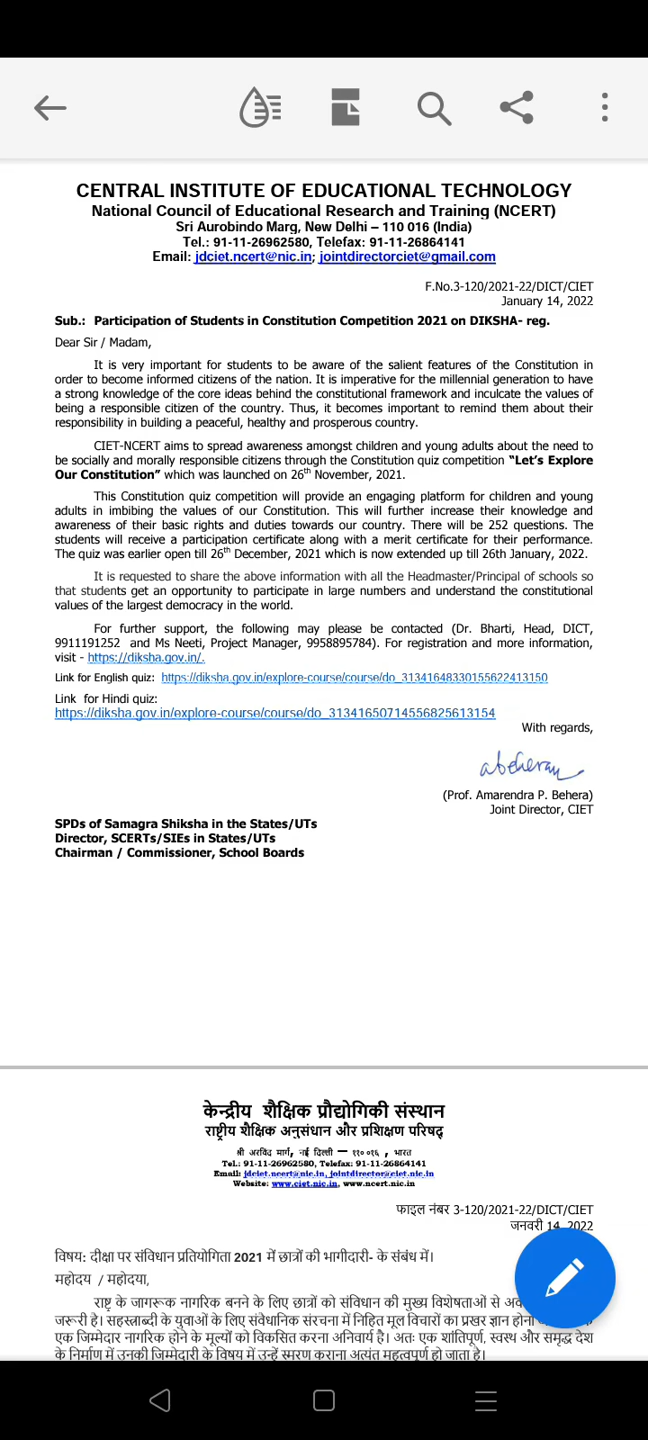 CENTRAL INSTITUTE OF EDUCATIONAL TECHNOLOGY
National Council of Educational Research and Training (NCERT)
Sri Aurobindo Marg, New Delhi – 110 016 (India)
Tel.: 91-11-26962580, Telefax: 91-11-26864141
Email: jdciet.ncert@nic.in; jointdirectorciet@gmail.com
F.No.3-120/2021-22/DICT/CIET
January 14, 2022
Sub.: Participation of Students in Constitution Competition 2021 on DIKSHA- reg.
Dear Sir / Madam,
It is very important for students to be aware of the salient features of the Constitution in
order to become informed citizens of the nation. It is imperative for the millennial generation to have
a strong knowledge of the core ideas behind the constitutional framework and inculcate the values of
being a responsible citizen of the country. Thus, it becomes important to remind them about their
responsibility in building a peaceful, healthy and prosperous country.
CIET-NCERT aims to spread awareness amongst children and young adults about the need to
be socially and morally responsible citizens through the Constitution quiz competition “Let’s Explore
Our Constitution” which was launched on 26th November, 2021.
This Constitution quiz competition will provide an engaging platform for children and young
adults in imbibing the values of our Constitution. This will further increase their knowledge and
awareness of their basic rights and duties towards our country. There will be 252 questions. The
students will receive a participation certificate along with a merit certificate for their performance.
The quiz was earlier open till 26th December, 2021 which is now extended up till 26th January, 2022.
It is requested to share the above information with all the Headmaster/Principal of schools so
that students get an opportunity to participate in large numbers and understand the constitutional
values of the largest democracy in the world.
For further support, the following may please be contacted (Dr. Bharti, Head, DICT,
9911191252 and Ms Neeti, Project Manager, 9958895784). For registration and more information,
visit - https://diksha.gov.in/.
Link for English quiz: https://diksha.gov.in/explore-course/course/do_31341648330155622413150
Link for Hindi quiz:
https://diksha.gov.in/explore-course/course/do_31341650714556825613154
With regards,
abehera
(Prof. Amarendra P. Behera)
Joint Director, CIET
SPDs of Samagra Shiksha in the States/UTs
Director, SCERTs/SIEs in States/UTs
Chairman / Commissioner, School Boards
केन्द्रीय शैक्षिक प्रौद्योगिकी संस्थान
राष्ट्रीय शैक्षिक अनुसंधान और प्रशिक्षण परिषद्
श्री अरविंद मार्ग, नई दिल्ली – ११००१६ , भारत
Tel.: 91-11-26962580, Telefax: 91-11-26864141
Email: jdciet.ncert@nic.in, jointdirector@ciet.nic.in
Website: www.ciet.nic.in, www.ncert.nic.in
फाइल नंबर 3-120/2021-22/DICT/CIET
जनवरी 14, 2022
विषय: दीक्षा पर संविधान प्रतियोगिता 2021 में छात्रों की भागीदारी- के संबंध में।
महोदय / महोदया,
राष्ट्र के जागरूक नागरिक बनने के लिए छात्रों को संविधान की मुख्य विशेषताओं से
जरूरी है। सहस्त्राब्दी के युवाओं के लिए संवैधानिक संरचना में निहित मूल विचारों का प्रखर ज्ञान होना
एक जिम्मेदार नागरिक होने के मूल्यों को विकसित करना अनिवार्य है। अतः एक शांतिपूर्ण, स्वस्थ और समृद्ध देश
के निर्माण में उनकी जिम्मेदारी के विषय में उन्हें स्मरण कराना अत्यंत महत्वपूर्ण हो जाता है।